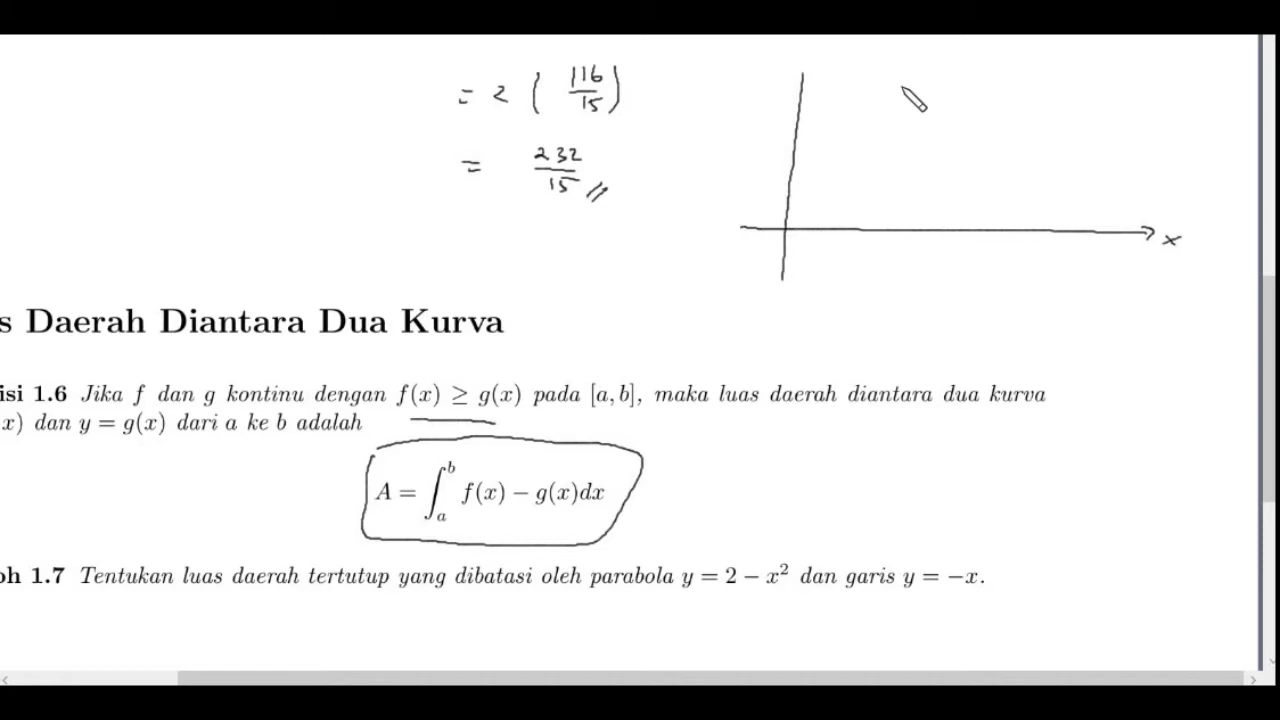 = 2 ( 116/15 )
= 232/15 //
x
s Daerah Diantara Dua Kurva
isi 1.6 Jika f dan g kontinu dengan f(x) ≥ g(x) pada [a, b], maka luas daerah diantara dua kurva
x) dan y = g(x) dari a ke b adalah
A = ∫_a^b f(x) − g(x)dx
oh 1.7 Tentukan luas daerah tertutup yang dibatasi oleh parabola y = 2 − x² dan garis y = −x.